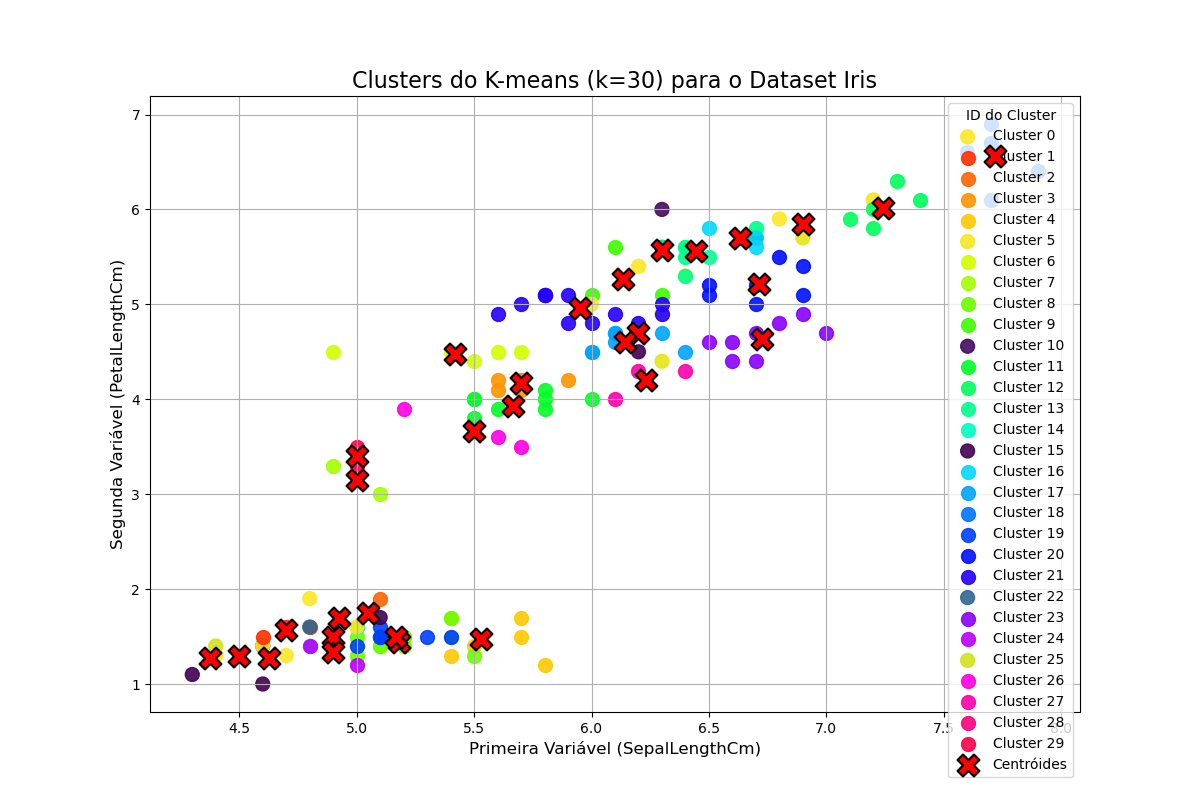 Clusters do K-means (k=30) para o Dataset Iris
7
6
5
4
3
2
1
Segunda Variável (PetalLengthCm)
4.5
5.0
5.5
6.0
6.5
7.0
7.5
8.0
Primeira Variável (SepalLengthCm)
ID do Cluster
Cluster 0
Cluster 1
Cluster 2
Cluster 3
Cluster 4
Cluster 5
Cluster 6
Cluster 7
Cluster 8
Cluster 9
Cluster 10
Cluster 11
Cluster 12
Cluster 13
Cluster 14
Cluster 15
Cluster 16
Cluster 17
Cluster 18
Cluster 19
Cluster 20
Cluster 21
Cluster 22
Cluster 23
Cluster 24
Cluster 25
Cluster 26
Cluster 27
Cluster 28
Cluster 29
Centróides